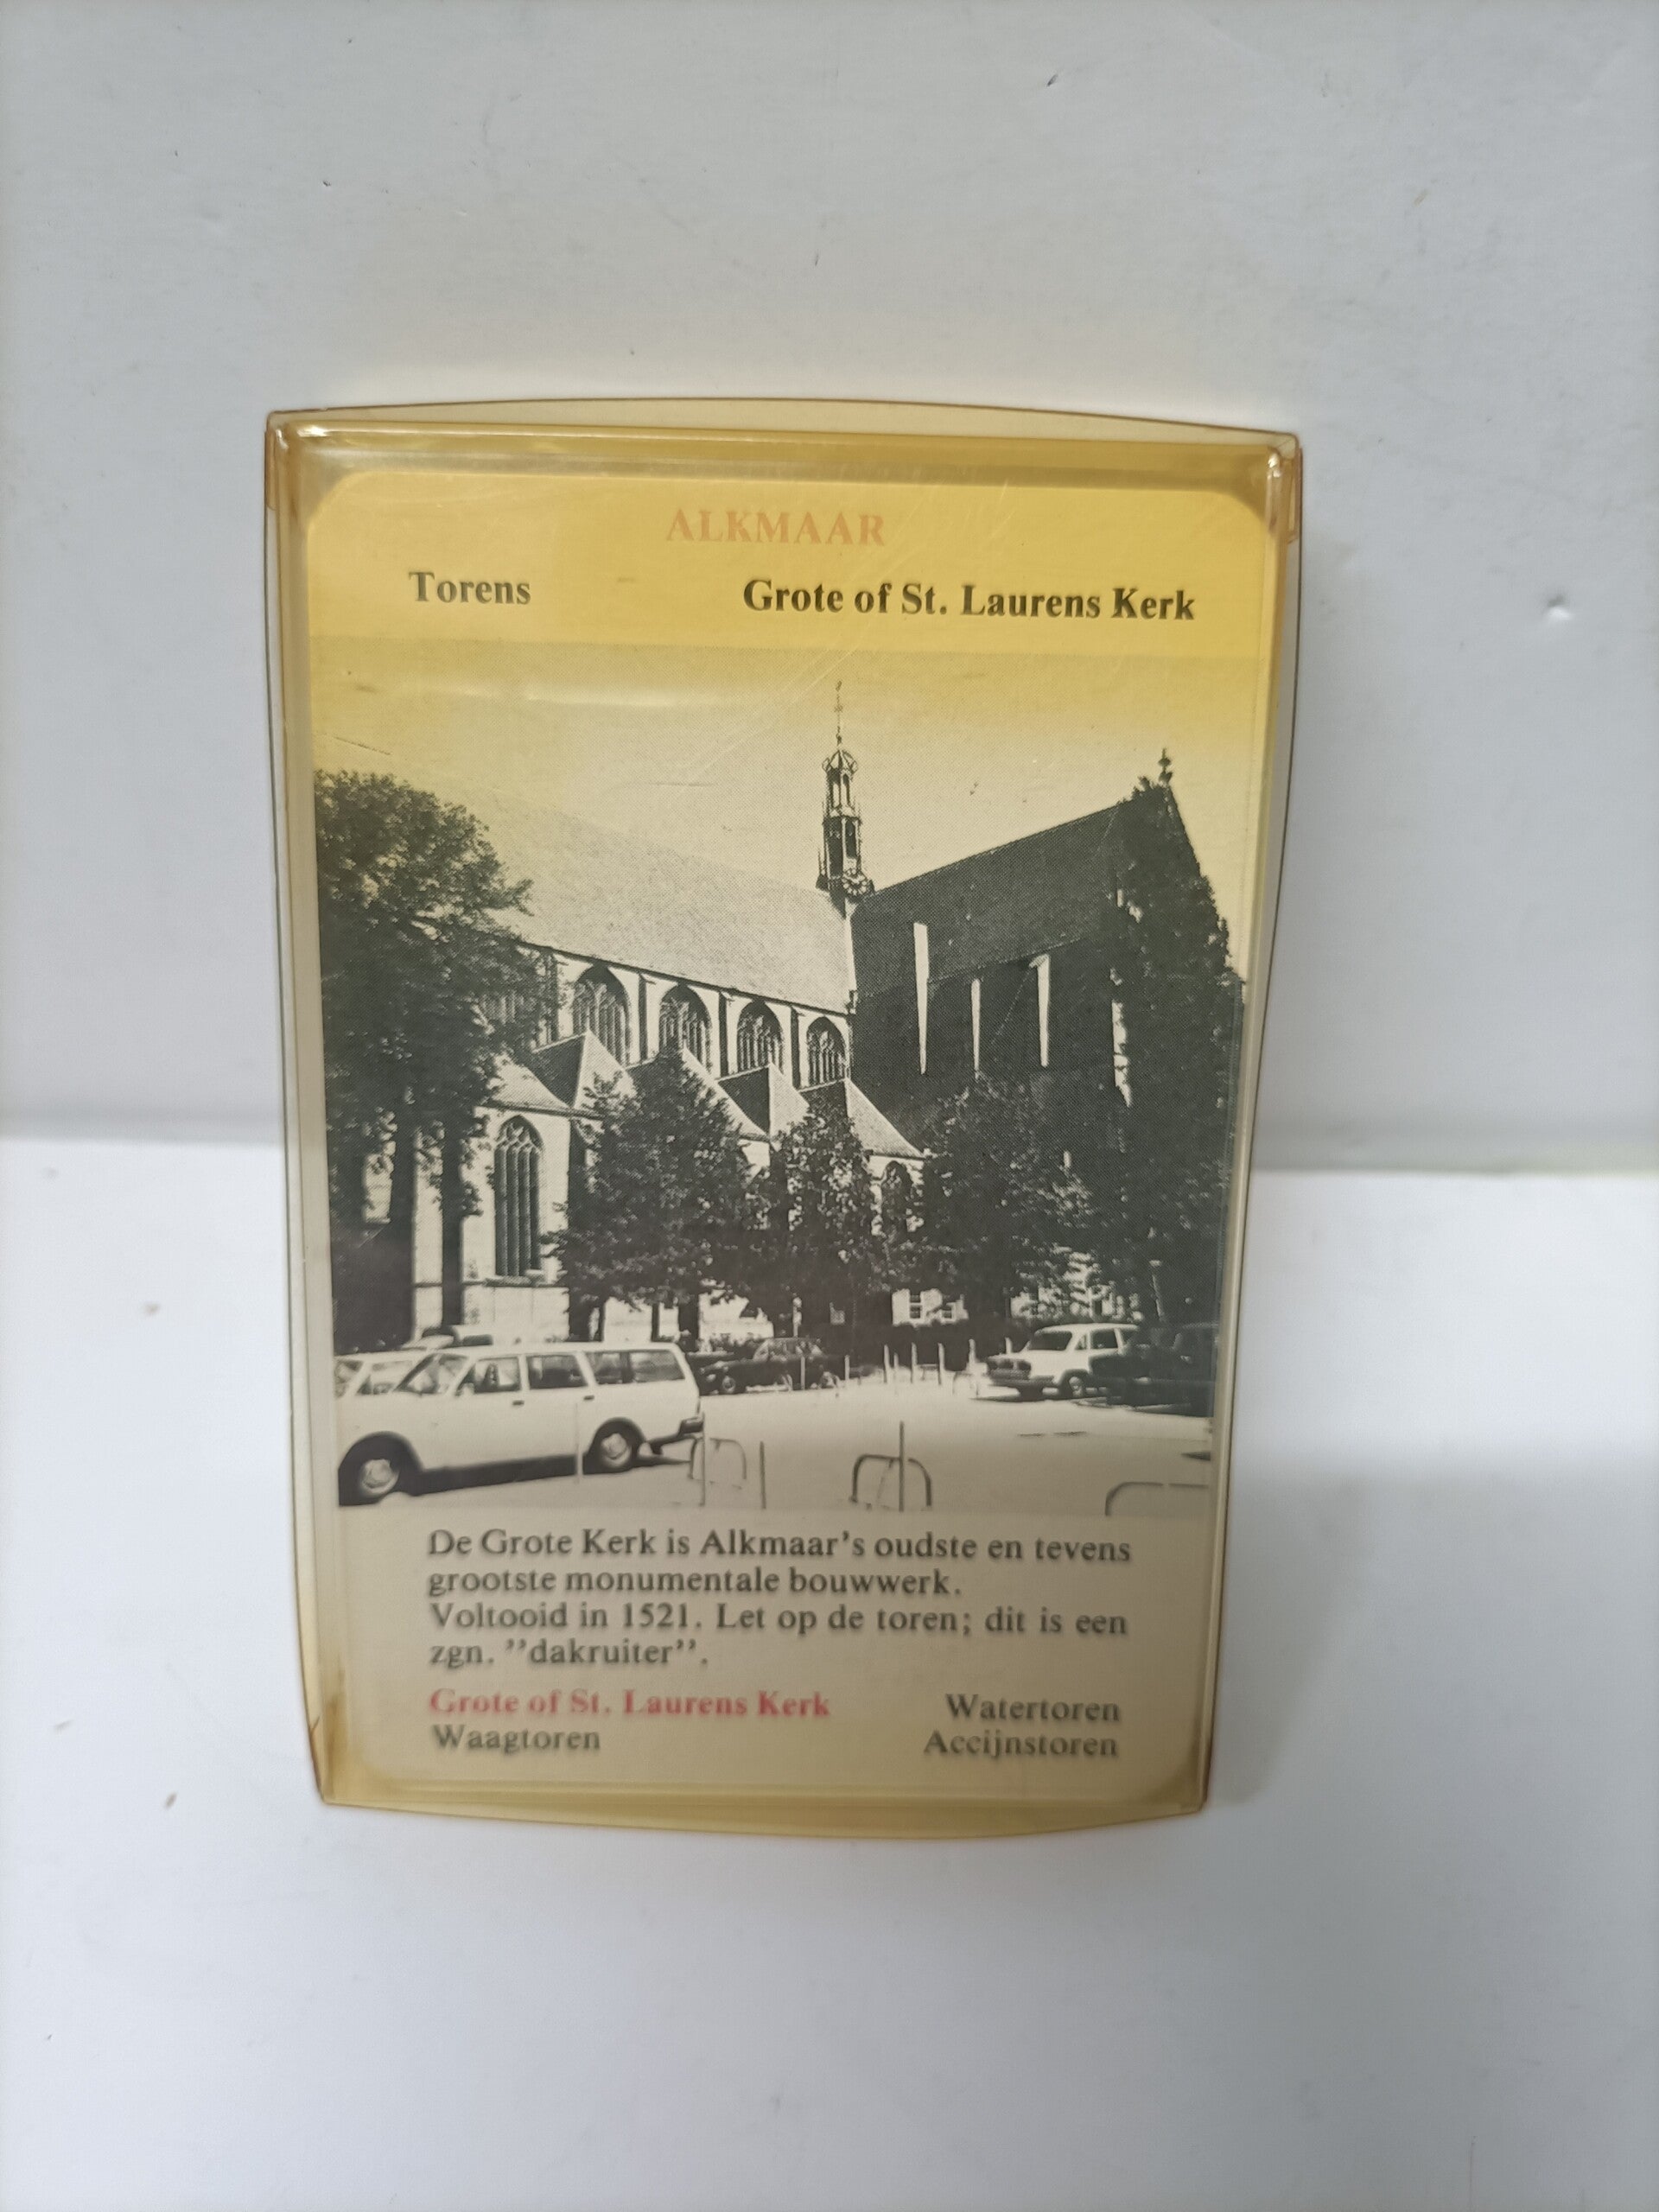 ALKMAAR
Torens Grote of St. Laurens Kerk
De Grote Kerk is Alkmaar's oudste en tevens
grootste monumentale bouwwerk.
Voltooid in 1521. Let op de toren; dit is een
zgn. ”dakruiter”.
Grote of St. Laurens Kerk Watertoren
Waagtoren Accijnstoren